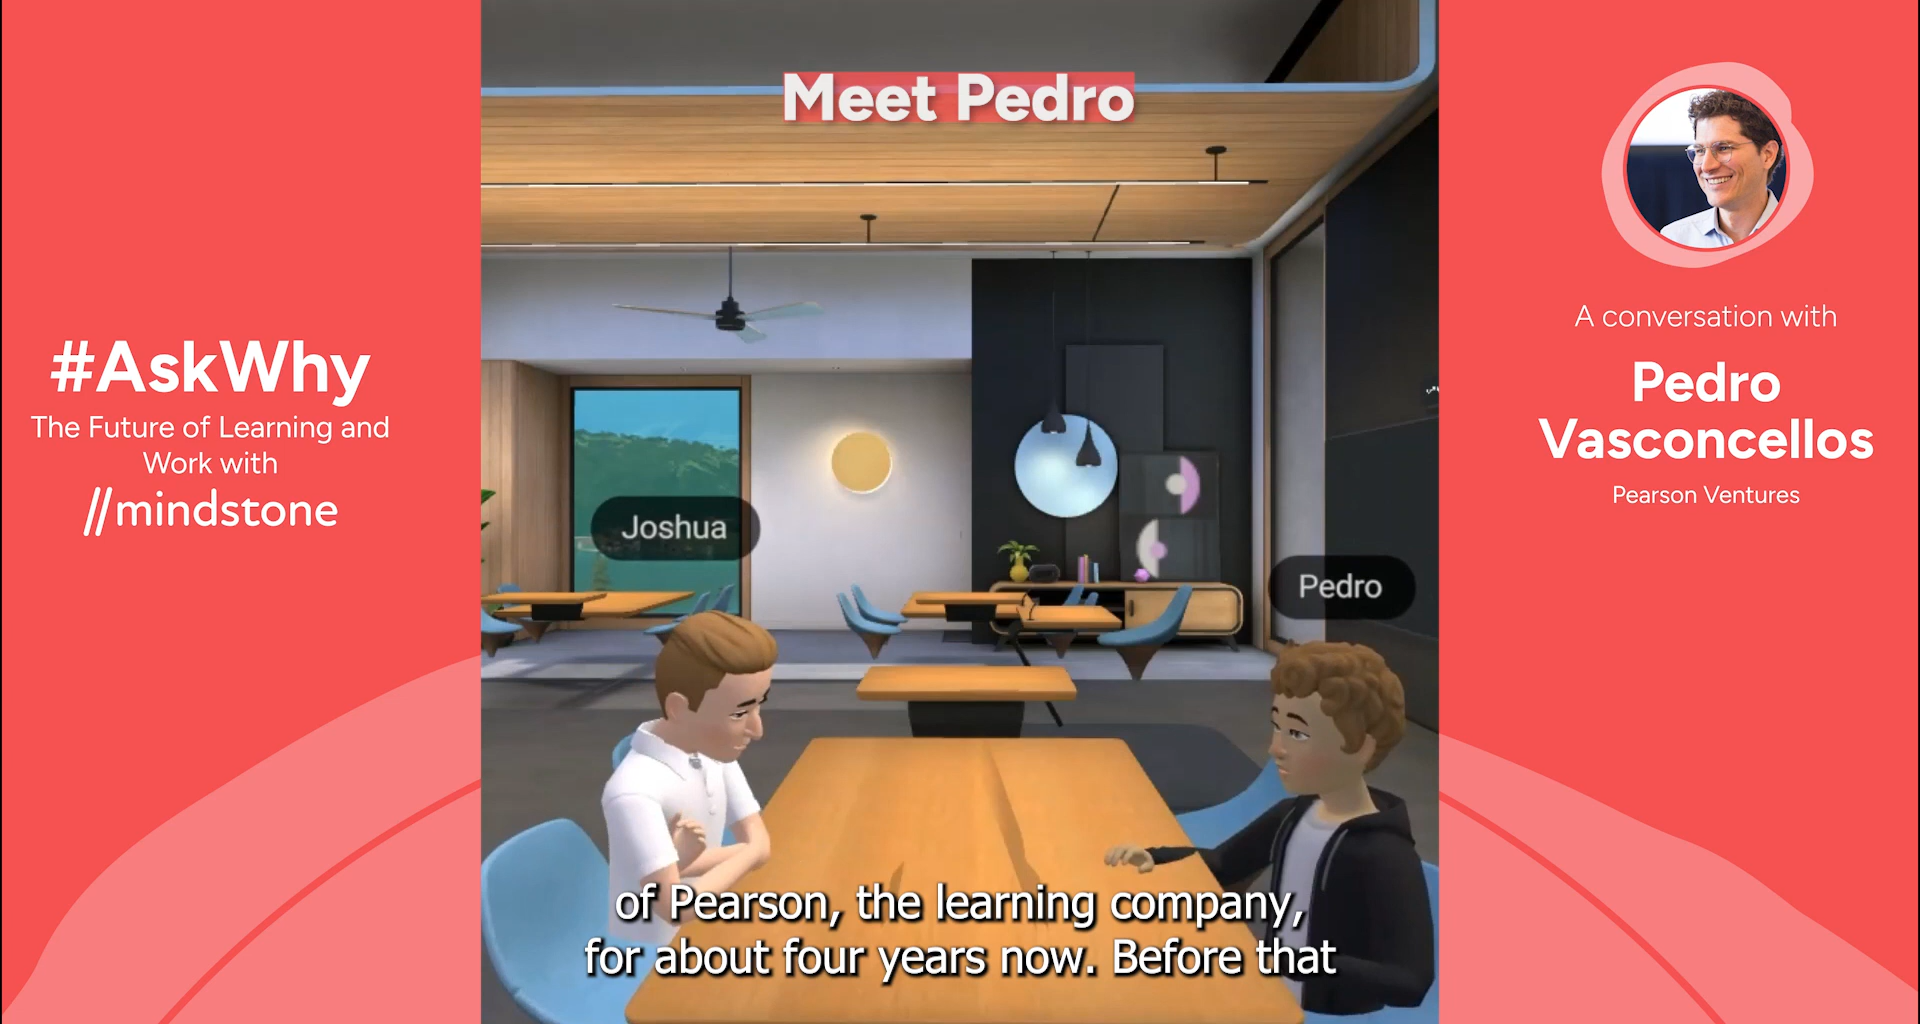 Meet Pedro
#AskWhy
The Future of Learning and
Work with
//mindstone
A conversation with
Pedro
Vasconcellos
Pearson Ventures
Joshua
Pedro
of Pearson, the learning company,
for about four years now. Before that